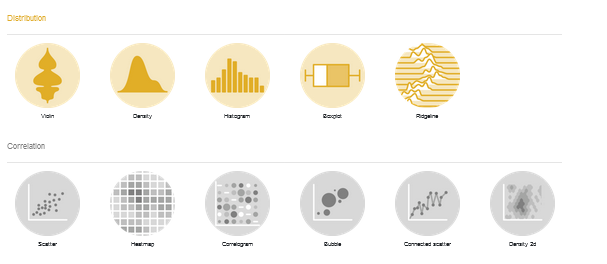 Distribution
Violin Density Histogram Boxplot Ridgeline
Correlation
Scatter Heatmap Correlogram Bubble Connected scatter Density 2d